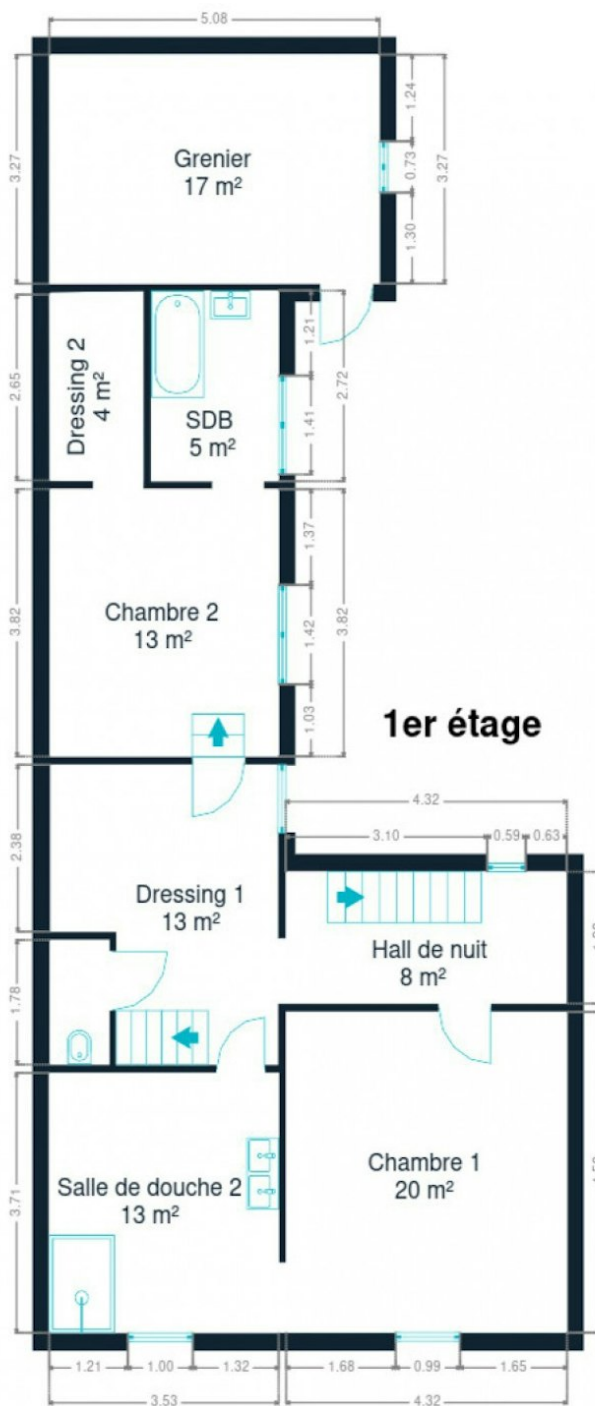 5.08
3.27
1.24
0.73
3.27
1.30
Grenier
17 m²
2.65
Dressing 2
4 m²
SDB
5 m²
1.21
1.41
2.72
3.82
Chambre 2
13 m²
1.37
1.42
3.82
1.03
1er étage
4.32
3.10
0.59
0.63
2.38
Dressing 1
13 m²
Hall de nuit
8 m²
1.78
3.71
Salle de douche 2
13 m²
Chambre 1
20 m²
1.21
1.00
1.32
1.68
0.99
1.65
3.53
4.32